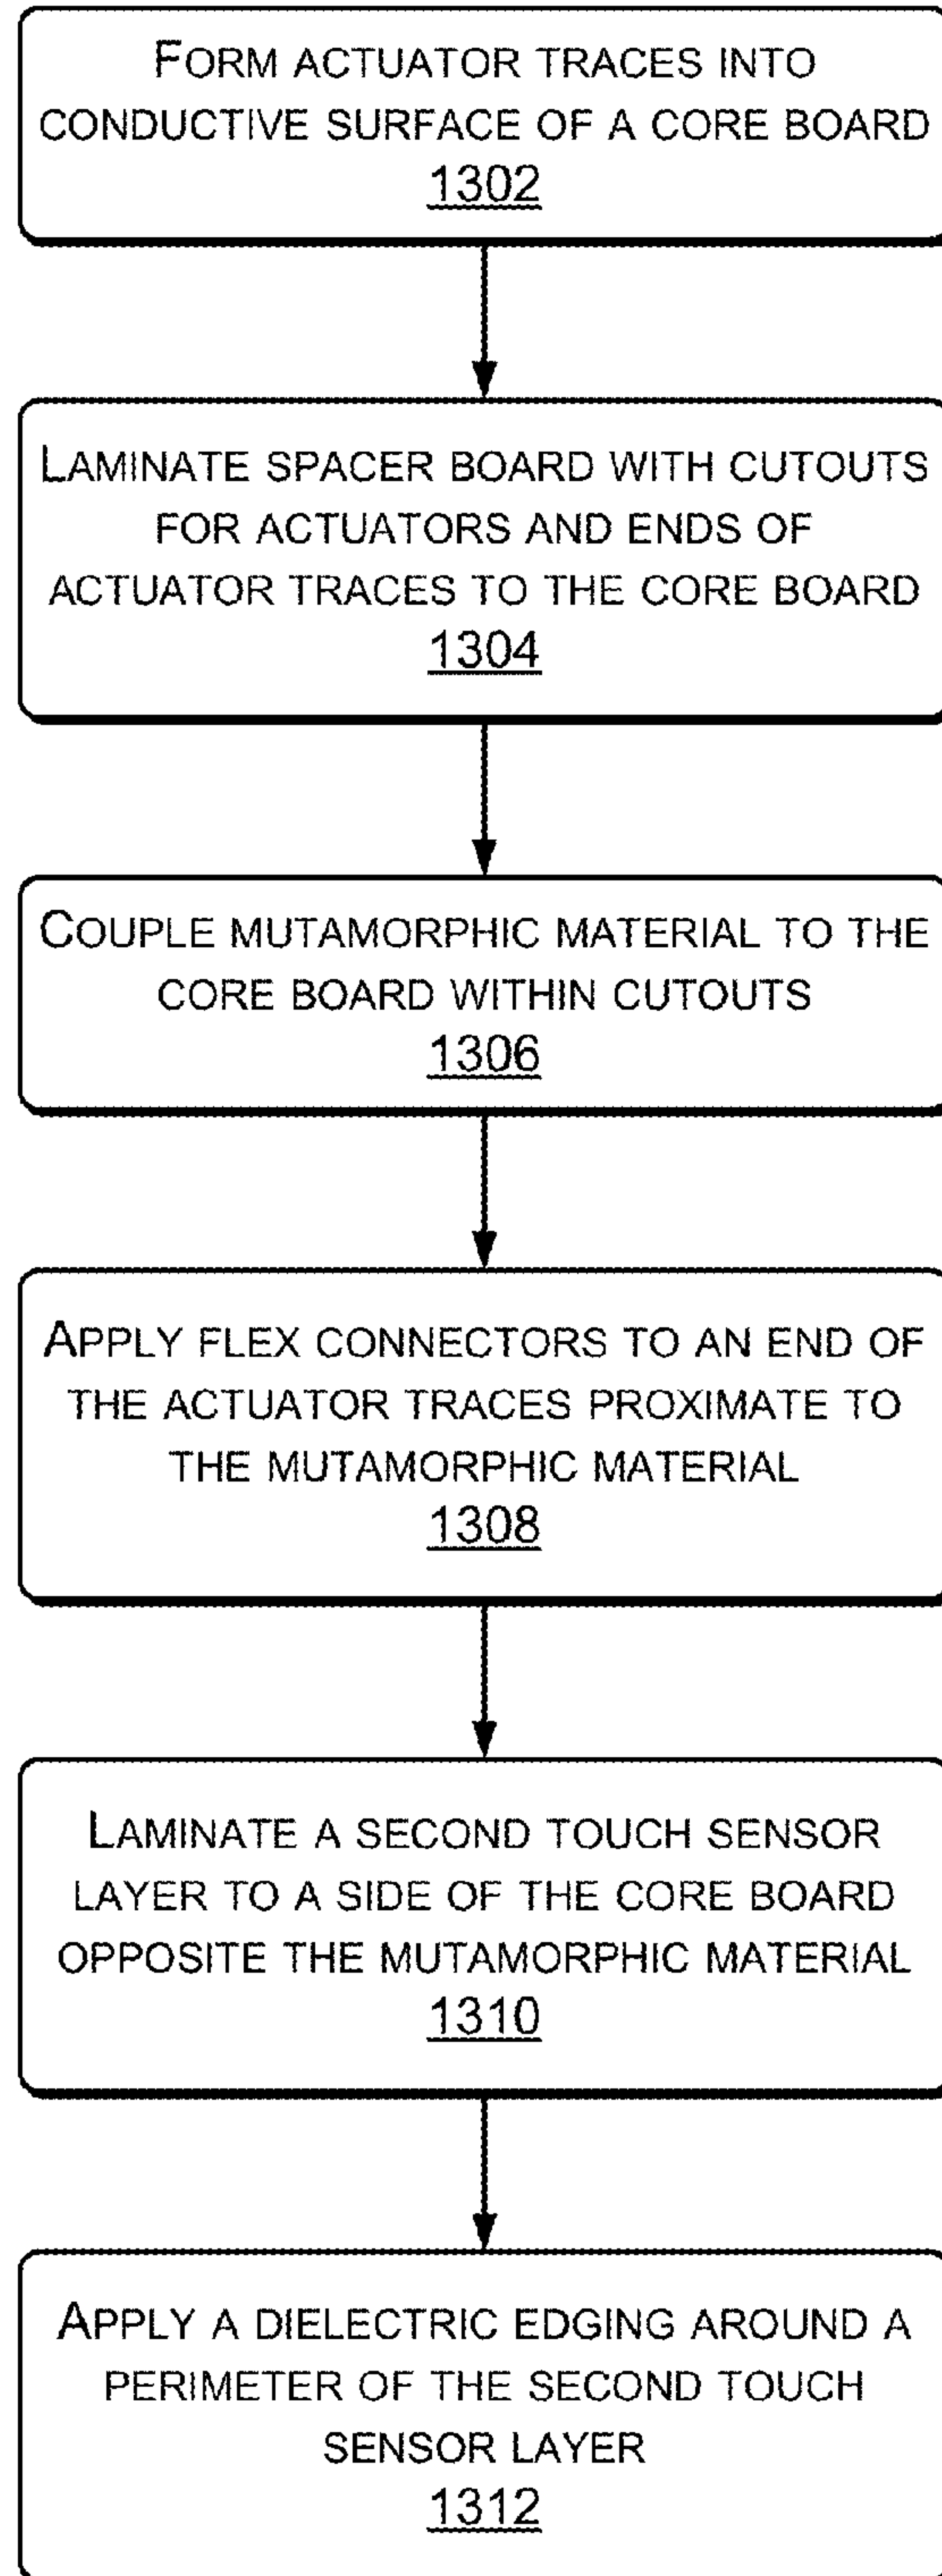 FORM ACTUATOR TRACES INTO
CONDUCTIVE SURFACE OF A CORE BOARD
1302
LAMINATE SPACER BOARD WITH CUTOUTS
FOR ACTUATORS AND ENDS OF
ACTUATOR TRACES TO THE CORE BOARD
1304
COUPLE MUTAMORPHIC MATERIAL TO THE
CORE BOARD WITHIN CUTOUTS
1306
APPLY FLEX CONNECTORS TO AN END OF
THE ACTUATOR TRACES PROXIMATE TO
THE MUTAMORPHIC MATERIAL
1308
LAMINATE A SECOND TOUCH SENSOR
LAYER TO A SIDE OF THE CORE BOARD
OPPOSITE THE MUTAMORPHIC MATERIAL
1310
APPLY A DIELECTRIC EDGING AROUND A
PERIMETER OF THE SECOND TOUCH
SENSOR LAYER
1312